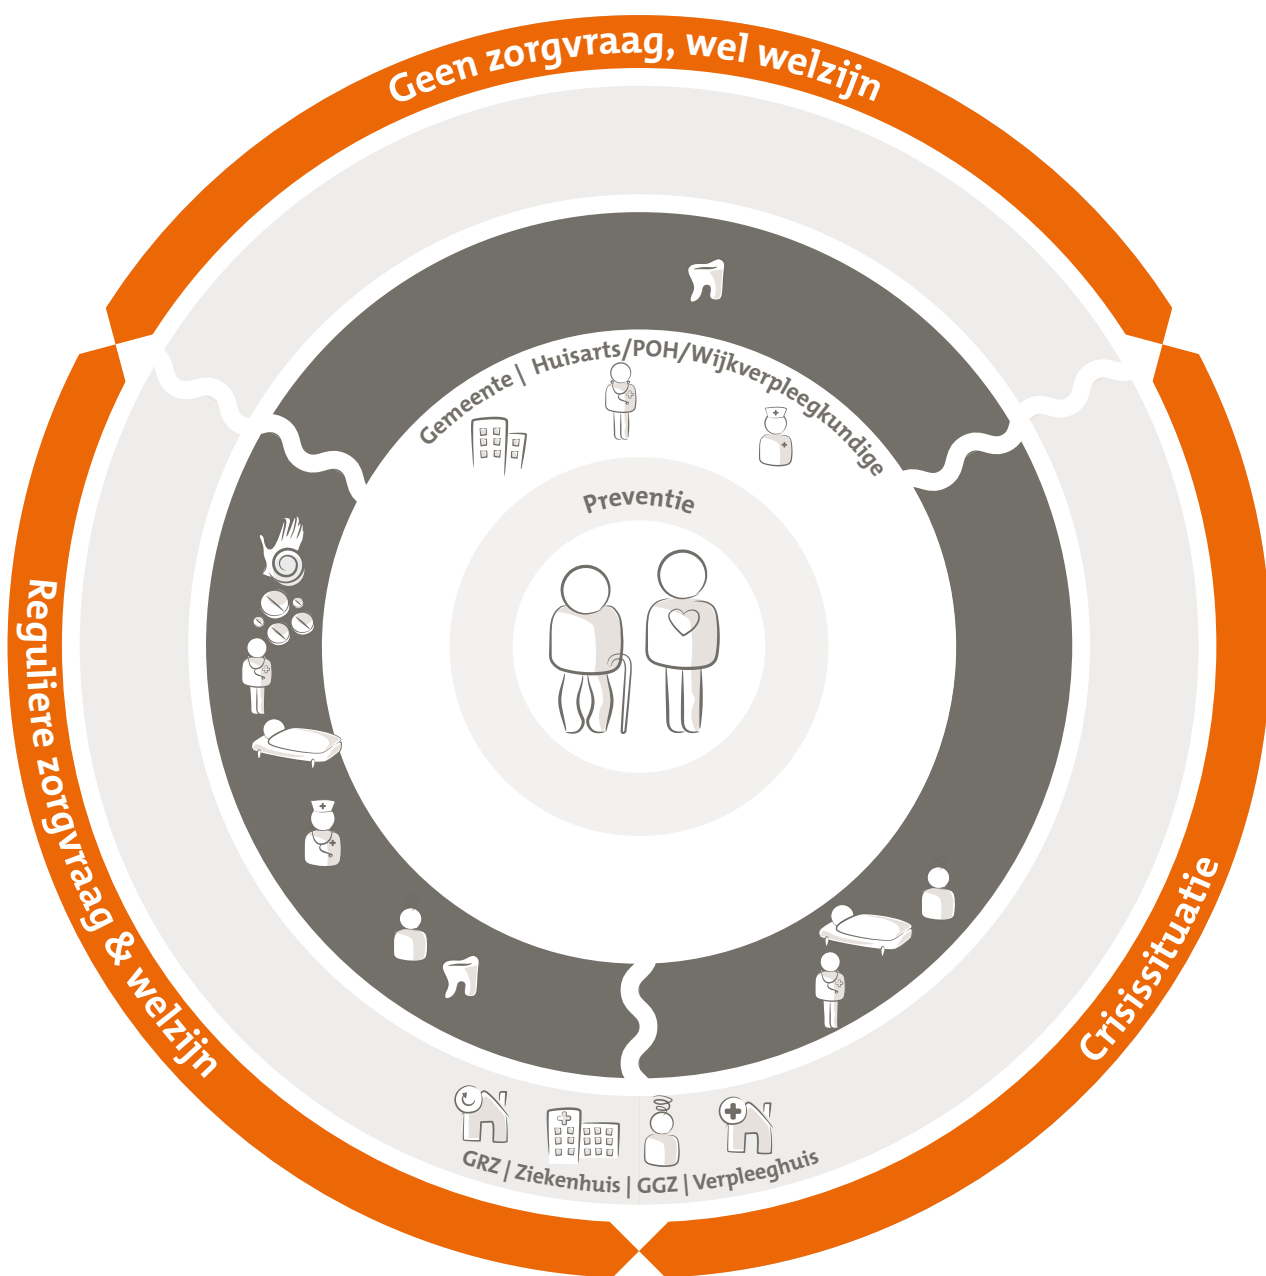 Geen zorgvraag, wel welzijn
Gemeente | Huisarts/POH/Wijkverpleegkundige
Preventie
Reguliere zorgvraag & welzijn
Crisissituatie
GRZ | Ziekenhuis | GGZ | Verpleeghuis